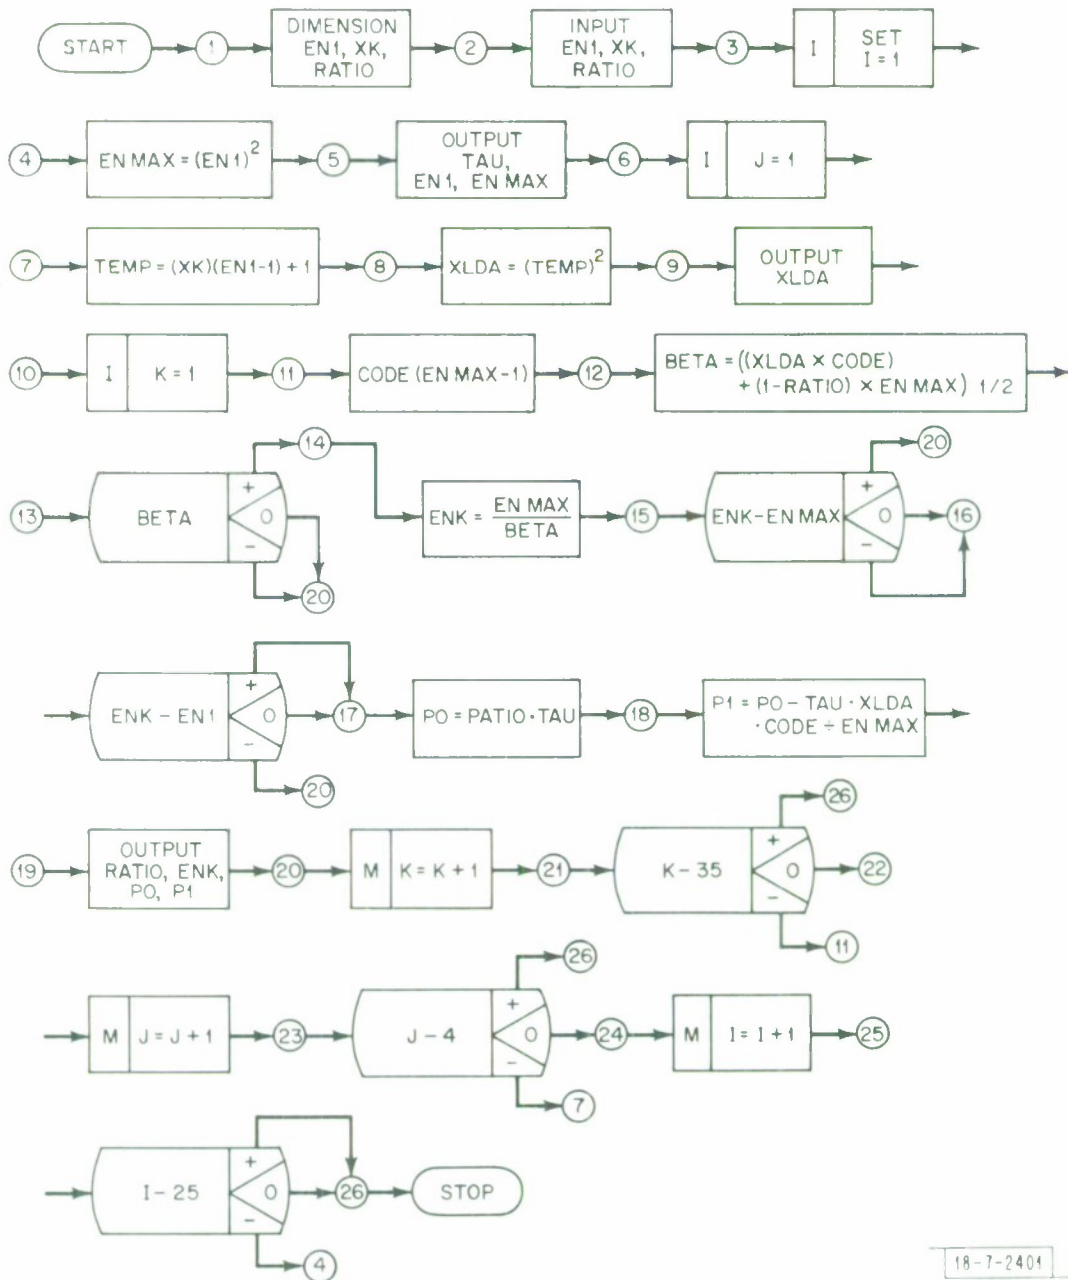 START
1
DIMENSION
EN1, XK,
RATIO
2
INPUT
EN1, XK,
RATIO
3
I
SET
I = 1
4
EN MAX = (EN1)²
5
OUTPUT
TAU,
EN1, EN MAX
6
I
J = 1
7
TEMP = (XK)(EN1-1) + 1
8
XLDA = (TEMP)²
9
OUTPUT
XLDA
10
I
K = 1
11
CODE (EN MAX-1)
12
BETA = ((XLDA × CODE)
+ (1-RATIO) × EN MAX) 1/2
13
BETA
+
0
−
14
20
ENK = EN MAX
BETA
15
ENK-EN MAX
+
0
−
20
16
ENK - EN1
+
0
−
17
20
PO = PATIO · TAU
18
P1 = PO - TAU · XLDA
· CODE ÷ EN MAX
19
OUTPUT
RATIO, ENK,
PO, P1
20
M
K = K + 1
21
K - 35
+
0
−
26
22
11
M
J = J + 1
23
J - 4
+
0
−
26
24
7
M
I = I + 1
25
I - 25
+
0
−
26
4
STOP
18-7-2401